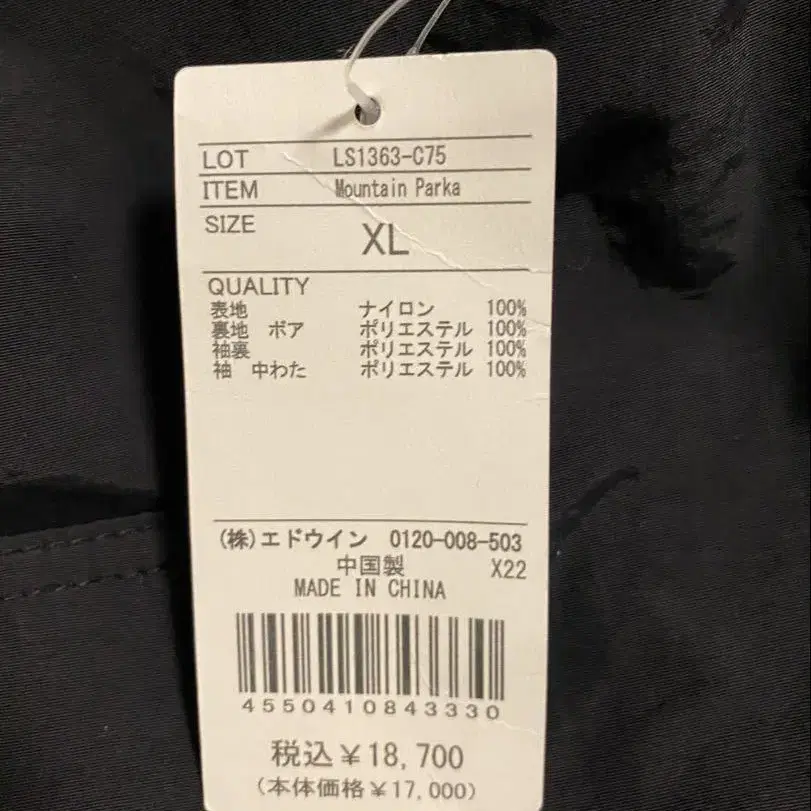 LOT LS1363-C75
ITEM Mountain Parka
SIZE XL
QUALITY
表地 ナイロン 100%
裏地 ボア ポリエステル 100%
袖裏 ポリエステル 100%
袖 中わた ポリエステル 100%
(株)エドウイン 0120-008-503
中国製 X22
MADE IN CHINA
4550410843330
税込¥18,700
(本体価格¥17,000)